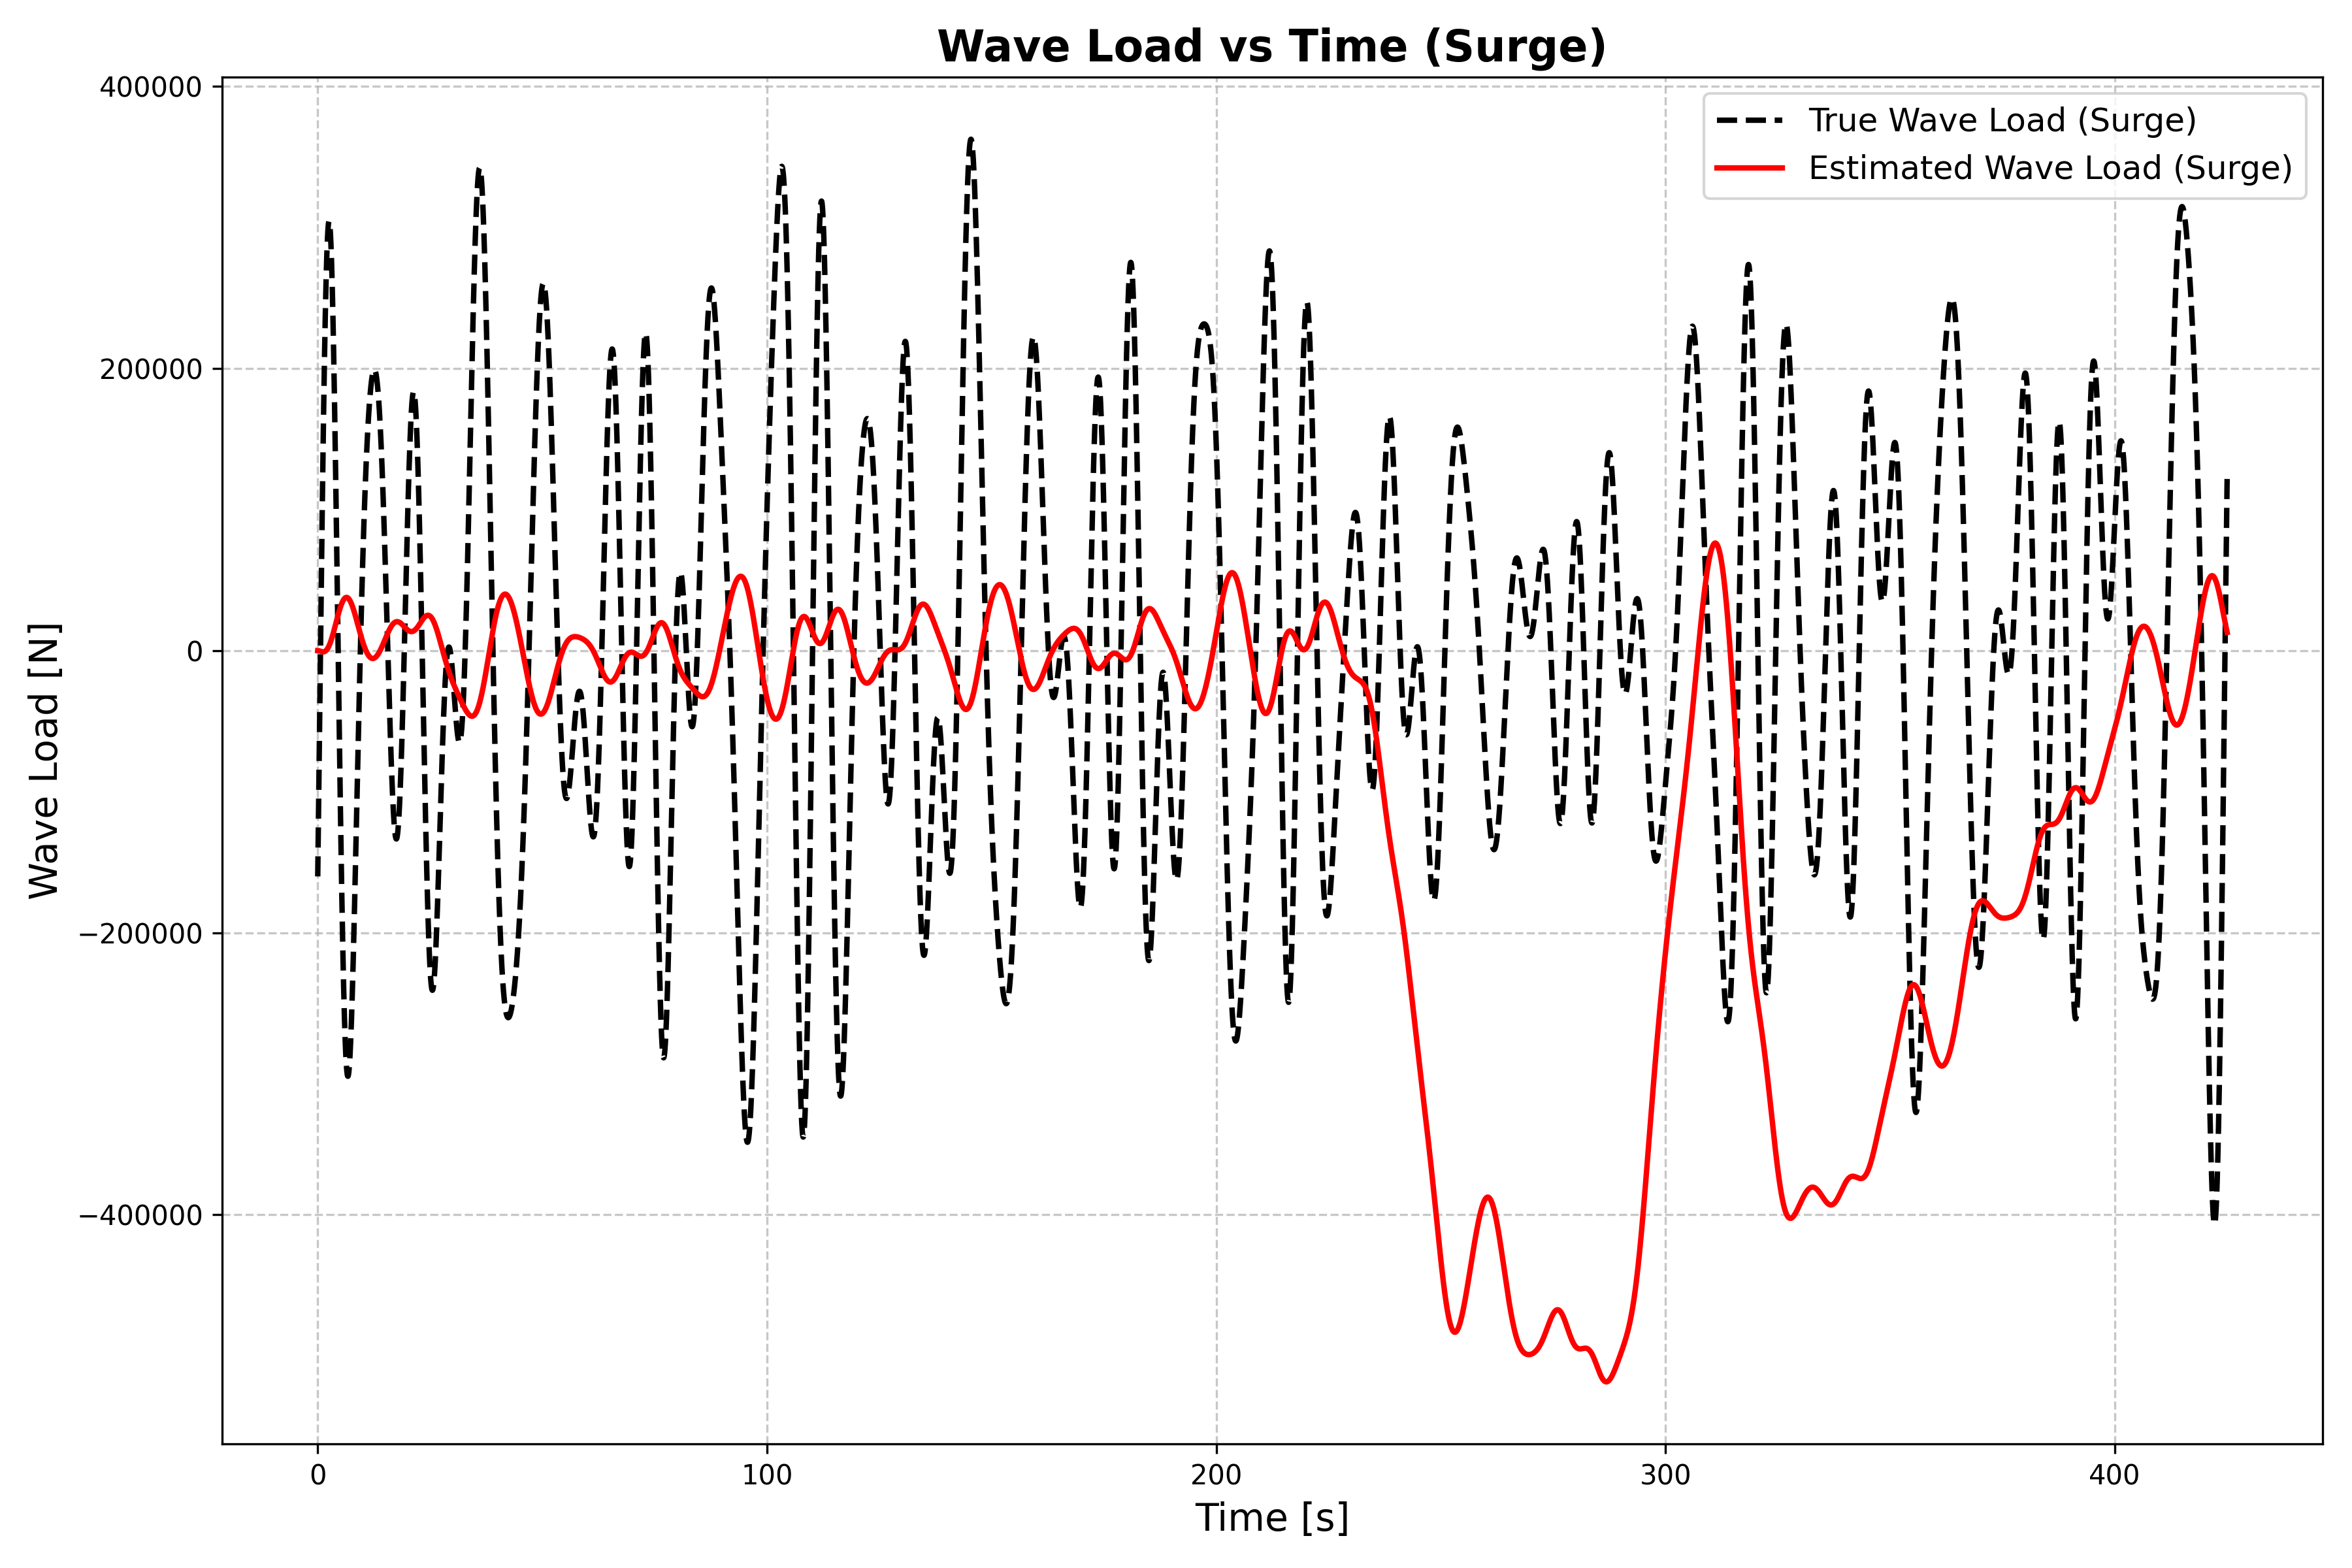 Wave Load vs Time (Surge)
True Wave Load (Surge)
Estimated Wave Load (Surge)
Wave Load [N]
400000
200000
0
−200000
−400000
0 100 200 300 400
Time [s]